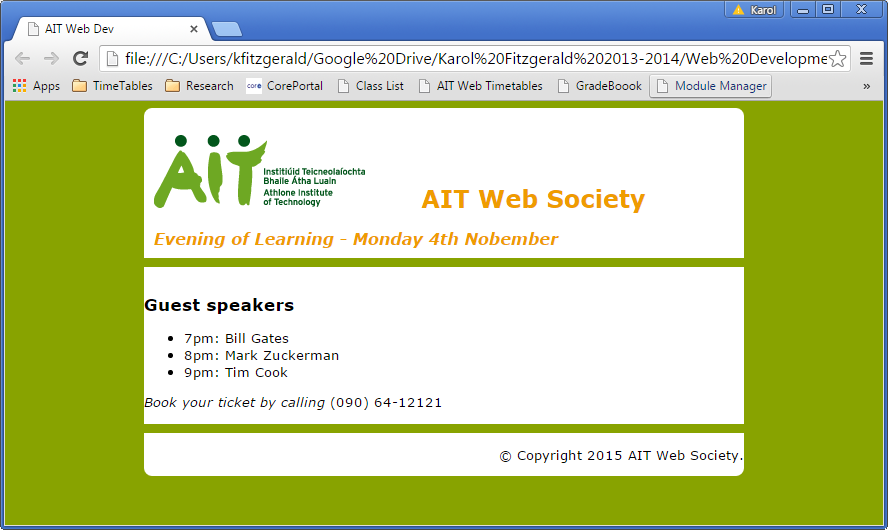 Karol
AIT Web Dev
file:///C:/Users/kfitzgerald/Google%20Drive/Karol%20Fitzgerald%202013-2014/Web%20Developme
Apps TimeTables Research core CorePortal Class List AIT Web Timetables GradeBoook Module Manager »
AIT
Institiúid Teicneolaíochta
Bhaile Átha Luain
Athlone Institute
of Technology
AIT Web Society
Evening of Learning - Monday 4th Nobember
Guest speakers
• 7pm: Bill Gates
• 8pm: Mark Zuckerman
• 9pm: Tim Cook
Book your ticket by calling (090) 64-12121
© Copyright 2015 AIT Web Society.